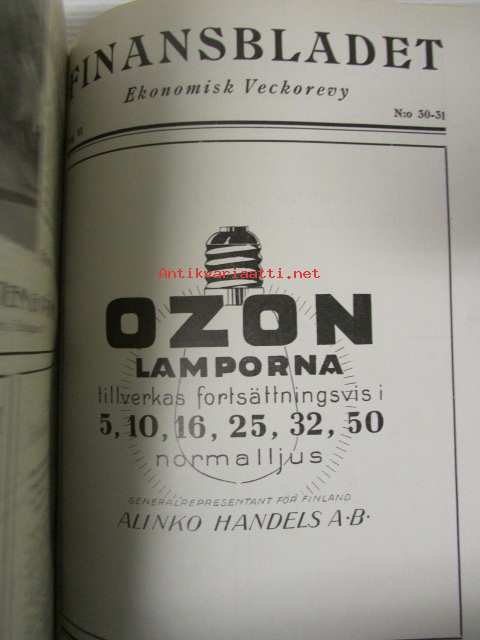 FINANSBLADET
Ekonomisk Veckorevy
N:o 30-31
Antikvariaatti.net
OZON
LAMPORNA
tillverkas fortsättningsvis i
5, 10, 16, 25, 32, 50
normalljus
GENERALREPRESENTANT FÖR FINLAND
ALINKO HANDELS A·B·